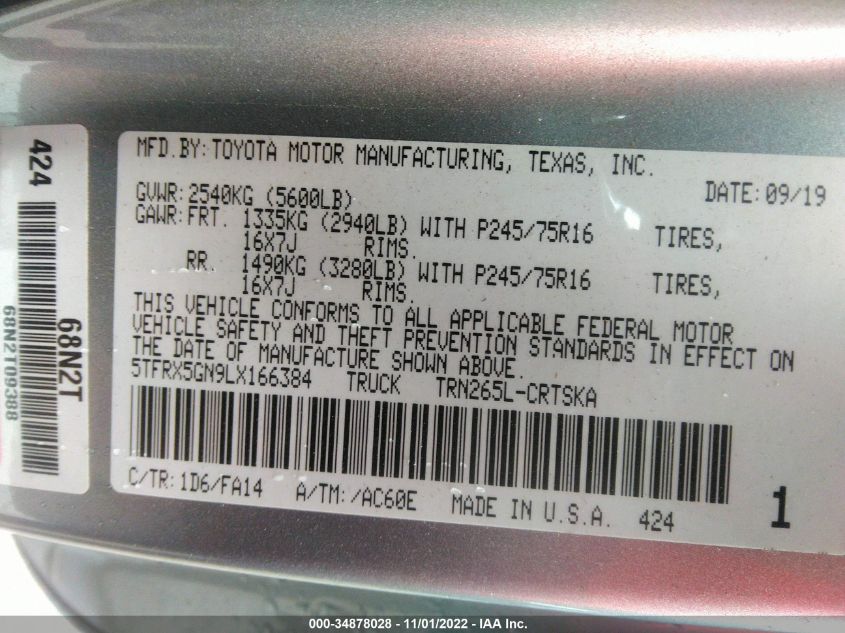 424
68N2T
68N2T09388
MFD.BY:TOYOTA MOTOR MANUFACTURING, TEXAS, INC.
DATE:09/19
GVWR:2540KG (5600LB)
GAWR:FRT. 1335KG (2940LB) WITH P245/75R16 TIRES,
16X7J RIMS.
RR. 1490KG (3280LB) WITH P245/75R16 TIRES,
16X7J RIMS.
THIS VEHICLE CONFORMS TO ALL APPLICABLE FEDERAL MOTOR
VEHICLE SAFETY AND THEFT PREVENTION STANDARDS IN EFFECT ON
THE DATE OF MANUFACTURE SHOWN ABOVE.
5TFRX5GN9LX166384 TRUCK TRN265L-CRTSKA
C/TR:1D6/FA14 A/TM:/AC60E MADE IN U.S.A. 424 1
000-34878028 - 11/01/2022 - IAA Inc.